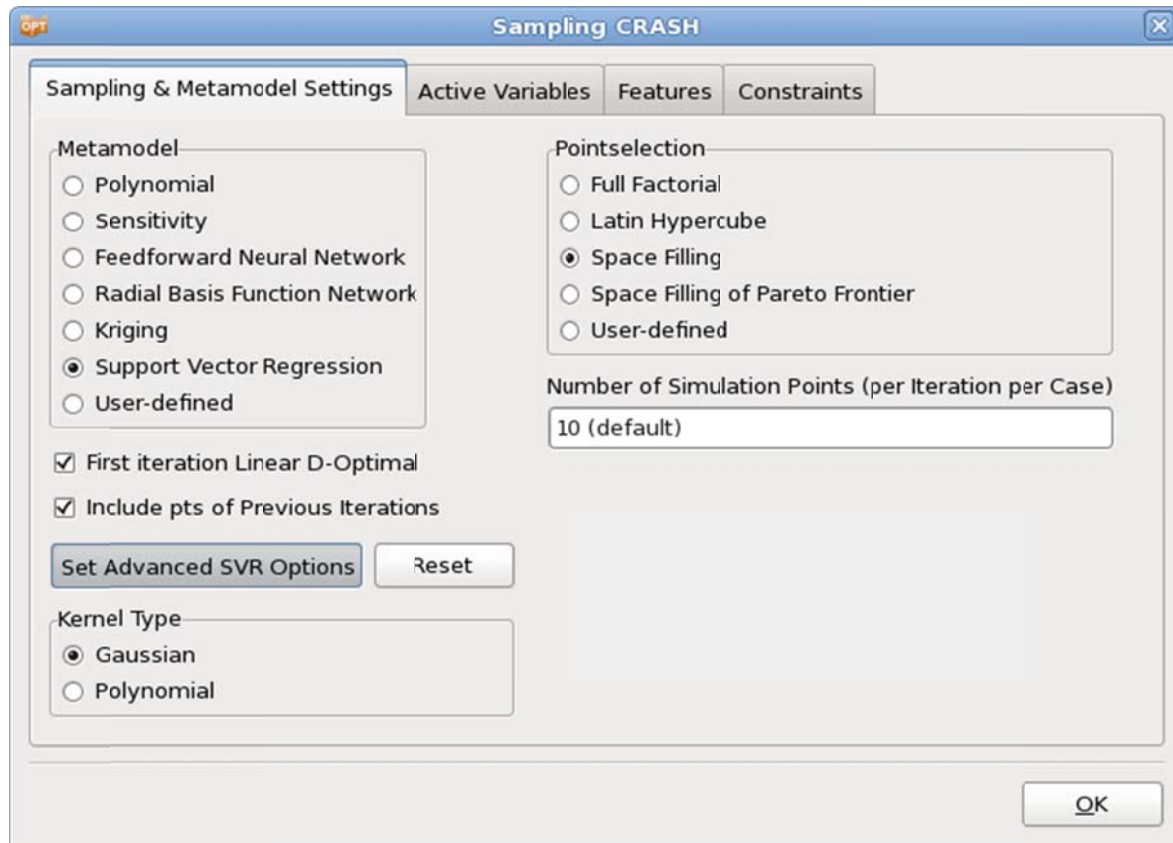 OPT
Sampling CRASH
Sampling & Metamodel Settings
Active Variables
Features
Constraints
Metamodel
Polynomial
Sensitivity
Feedforward Neural Network
Radial Basis Function Network
Kriging
Support Vector Regression
User-defined
First iteration Linear D-Optimal
Include pts of Previous Iterations
Set Advanced SVR Options
Reset
Kernel Type
Gaussian
Polynomial
Pointselection
Full Factorial
Latin Hypercube
Space Filling
Space Filling of Pareto Frontier
User-defined
Number of Simulation Points (per Iteration per Case)
10 (default)
OK